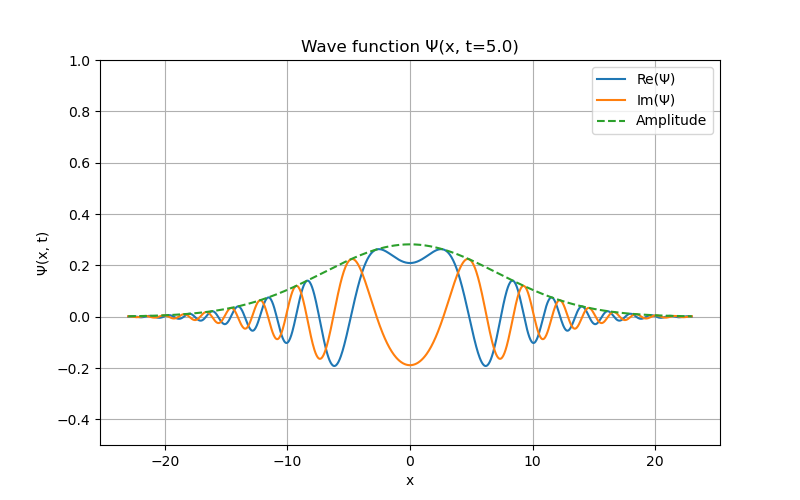 Wave function Ψ(x, t=5.0)
Re(Ψ)
Im(Ψ)
Amplitude
Ψ(x, t)
1.0
0.8
0.6
0.4
0.2
0.0
−0.2
−0.4
−20
−10
0
10
20
x